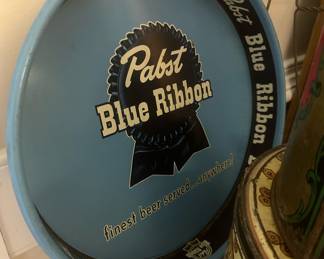 Pabst
Blue Ribbon
finest beer served...anywhere!
Pabst Blue Ribbon